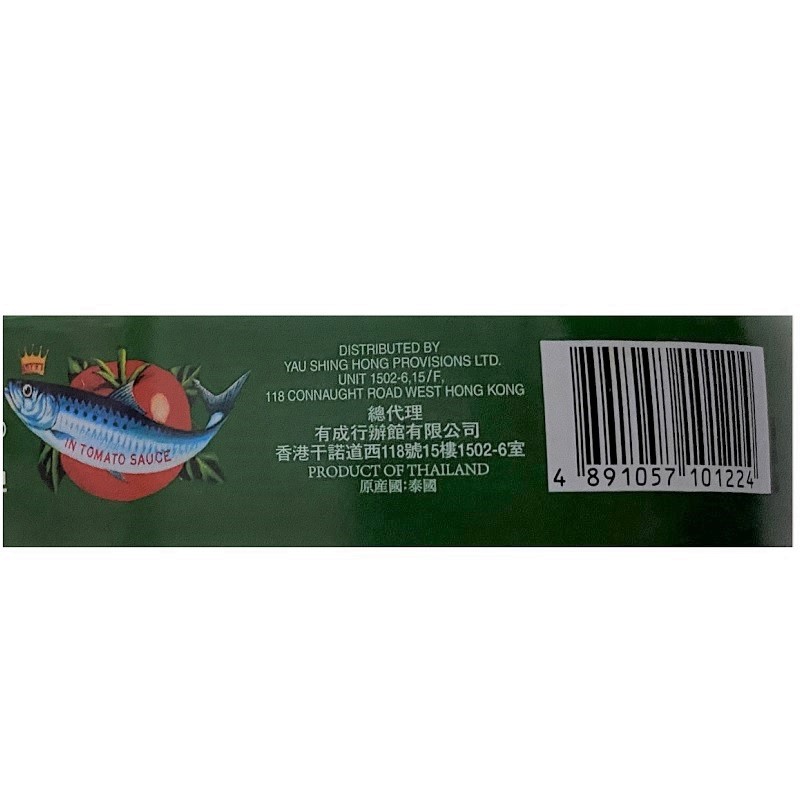 IN TOMATO SAUCE
DISTRIBUTED BY
YAU SHING HONG PROVISIONS LTD.
UNIT 1502-6,15/F,
118 CONNAUGHT ROAD WEST HONG KONG
總代理
有成行辦館有限公司
香港干諾道西118號15樓1502-6室
PRODUCT OF THAILAND
原産國:泰國
4 891057 101224